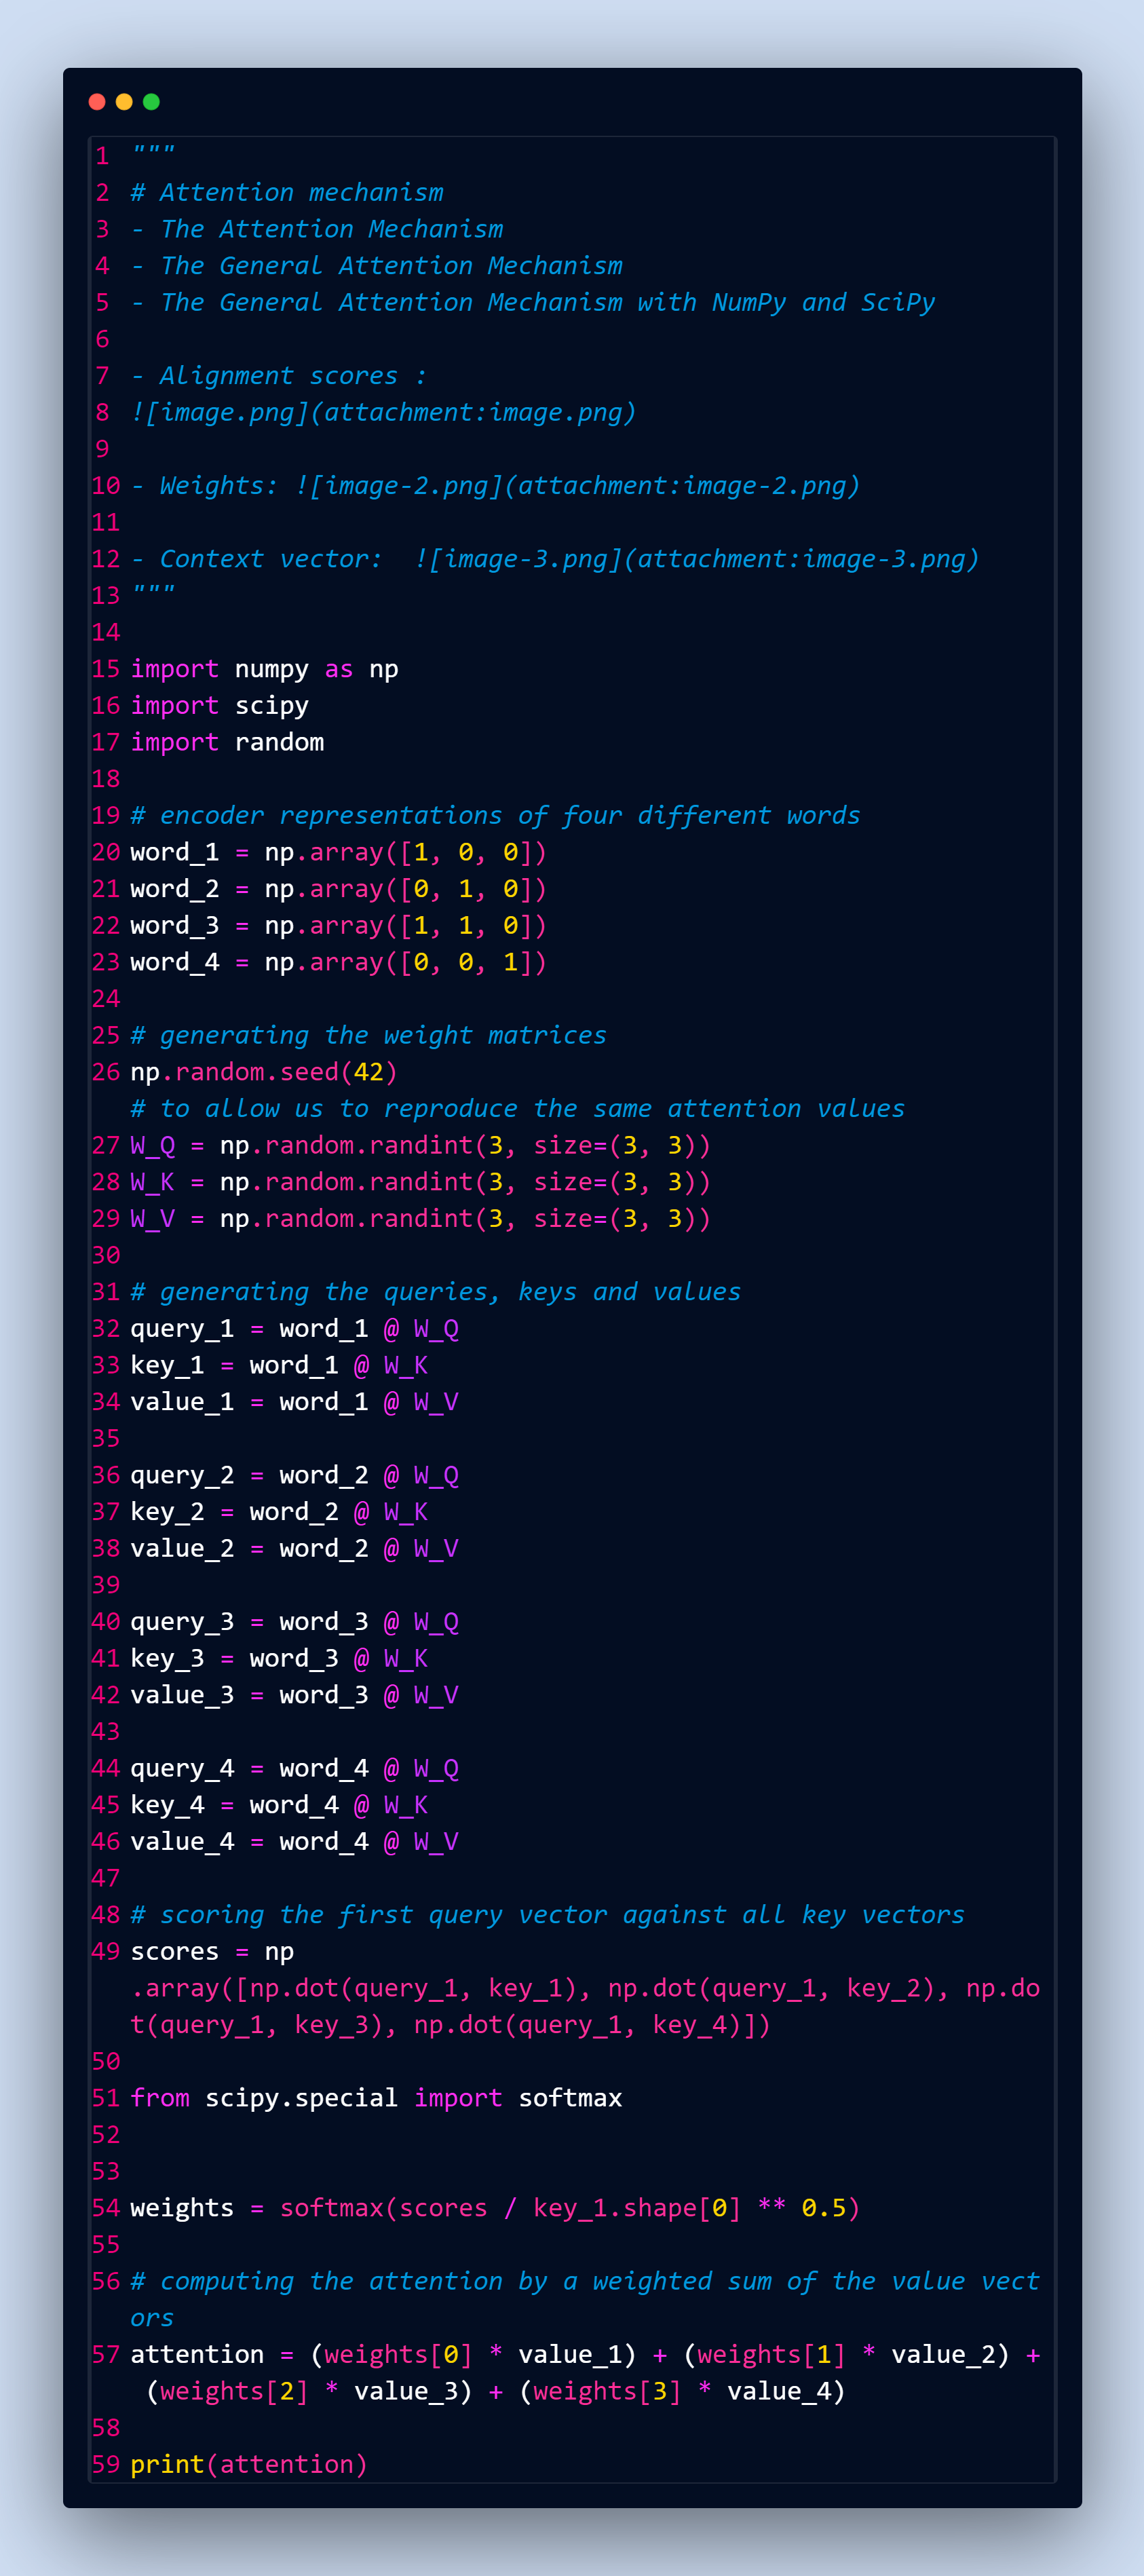 1 """
2 # Attention mechanism
3 - The Attention Mechanism
4 - The General Attention Mechanism
5 - The General Attention Mechanism with NumPy and SciPy
6
7 - Alignment scores :
8 ![image.png](attachment:image.png)
9
10 - Weights: ![image-2.png](attachment:image-2.png)
11
12 - Context vector:  ![image-3.png](attachment:image-3.png)
13 """
14
15 import numpy as np
16 import scipy
17 import random
18
19 # encoder representations of four different words
20 word_1 = np.array([1, 0, 0])
21 word_2 = np.array([0, 1, 0])
22 word_3 = np.array([1, 1, 0])
23 word_4 = np.array([0, 0, 1])
24
25 # generating the weight matrices
26 np.random.seed(42)
# to allow us to reproduce the same attention values
27 W_Q = np.random.randint(3, size=(3, 3))
28 W_K = np.random.randint(3, size=(3, 3))
29 W_V = np.random.randint(3, size=(3, 3))
30
31 # generating the queries, keys and values
32 query_1 = word_1 @ W_Q
33 key_1 = word_1 @ W_K
34 value_1 = word_1 @ W_V
35
36 query_2 = word_2 @ W_Q
37 key_2 = word_2 @ W_K
38 value_2 = word_2 @ W_V
39
40 query_3 = word_3 @ W_Q
41 key_3 = word_3 @ W_K
42 value_3 = word_3 @ W_V
43
44 query_4 = word_4 @ W_Q
45 key_4 = word_4 @ W_K
46 value_4 = word_4 @ W_V
47
48 # scoring the first query vector against all key vectors
49 scores = np
.array([np.dot(query_1, key_1), np.dot(query_1, key_2), np.do
t(query_1, key_3), np.dot(query_1, key_4)])
50
51 from scipy.special import softmax
52
53
54 weights = softmax(scores / key_1.shape[0] ** 0.5)
55
56 # computing the attention by a weighted sum of the value vect
ors
57 attention = (weights[0] * value_1) + (weights[1] * value_2) +
(weights[2] * value_3) + (weights[3] * value_4)
58
59 print(attention)